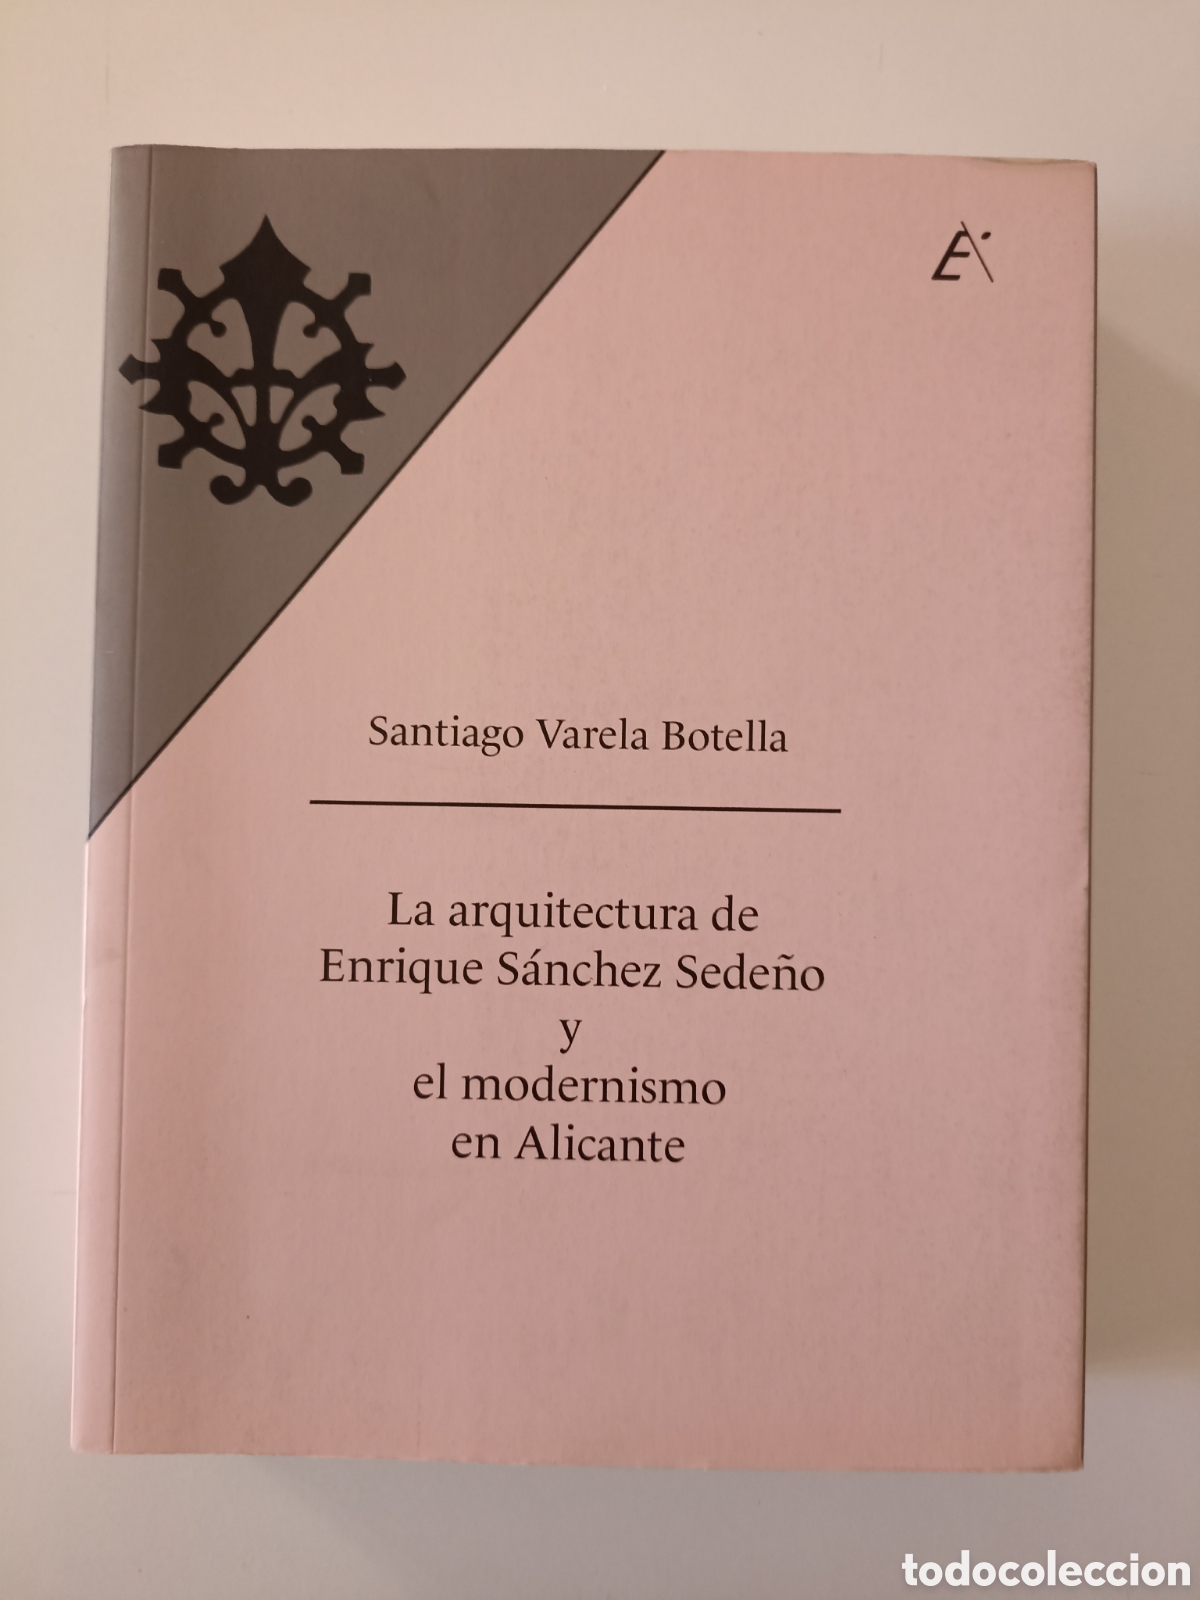 Santiago Varela Botella
La arquitectura de
Enrique Sánchez Sedeño
y
el modernismo
en Alicante
todocoleccion